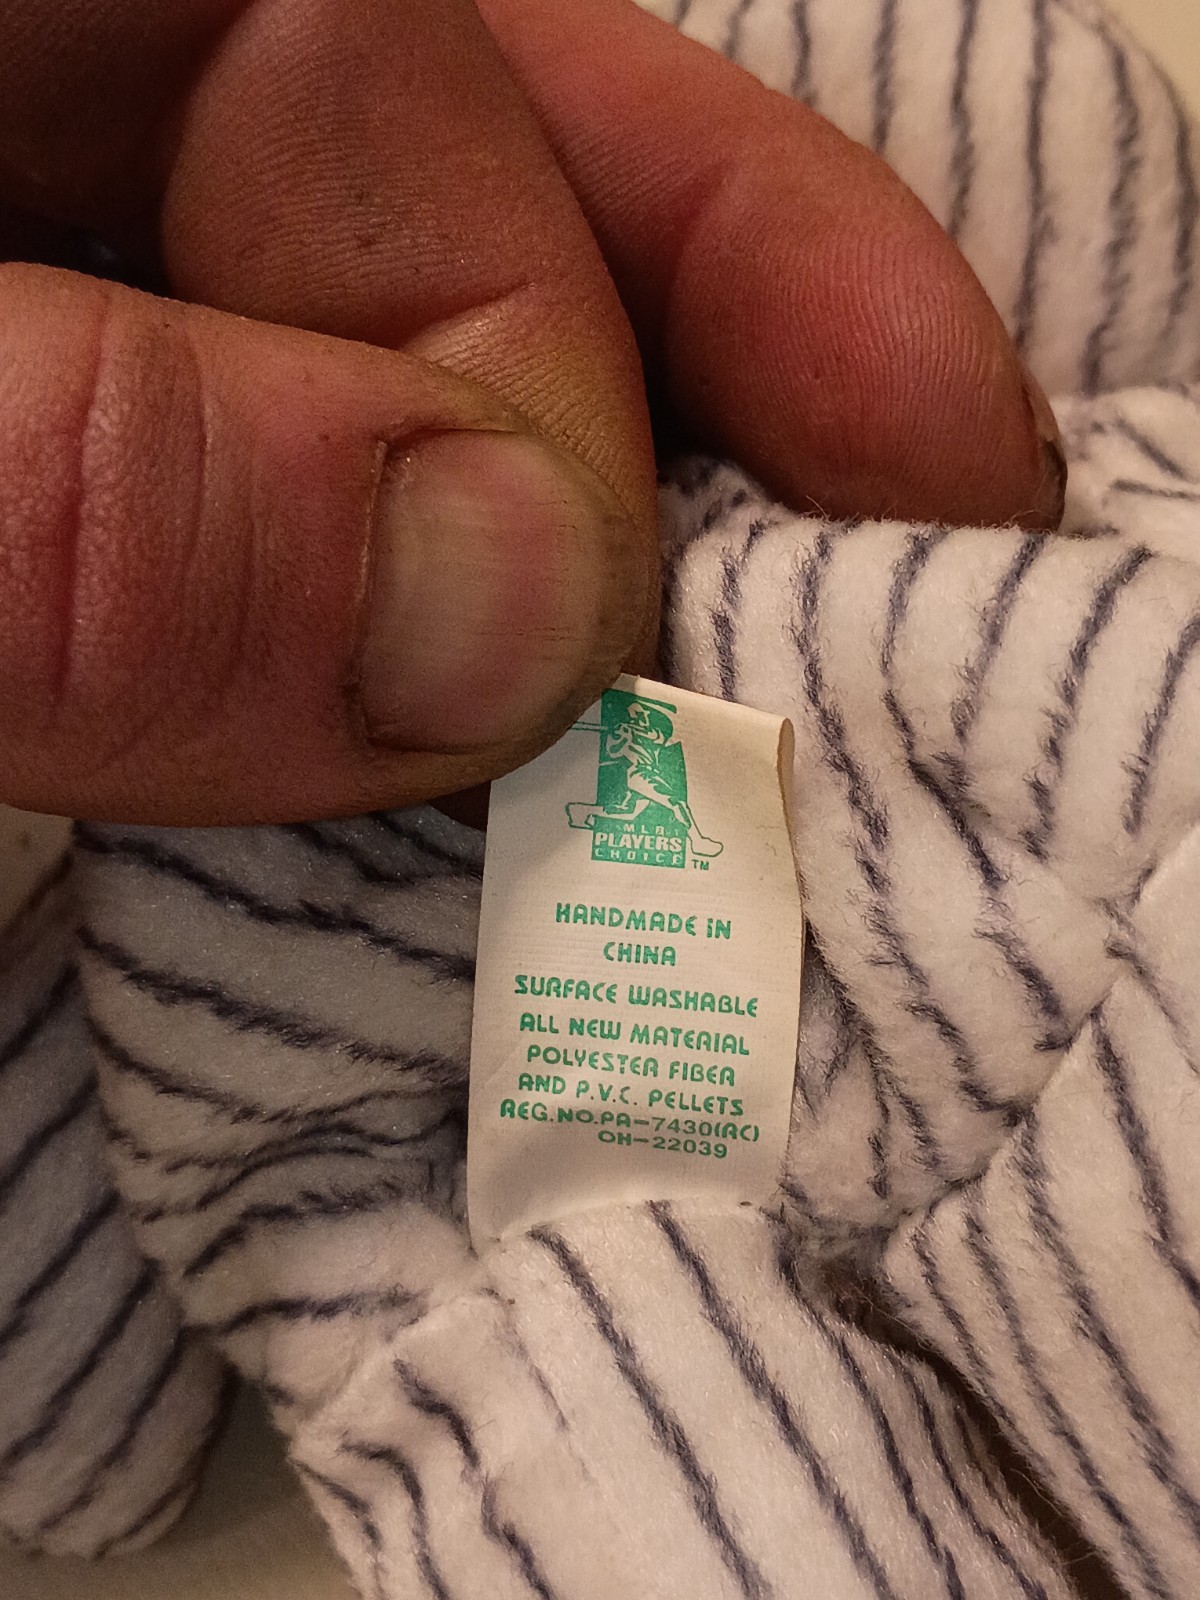 MLB
PLAYERS
CHOICE
TM
HANDMADE IN
CHINA
SURFACE WASHABLE
ALL NEW MATERIAL
POLYESTER FIBER
AND P.V.C. PELLETS
REG.NO.PA-7430(RC)
OH-22039